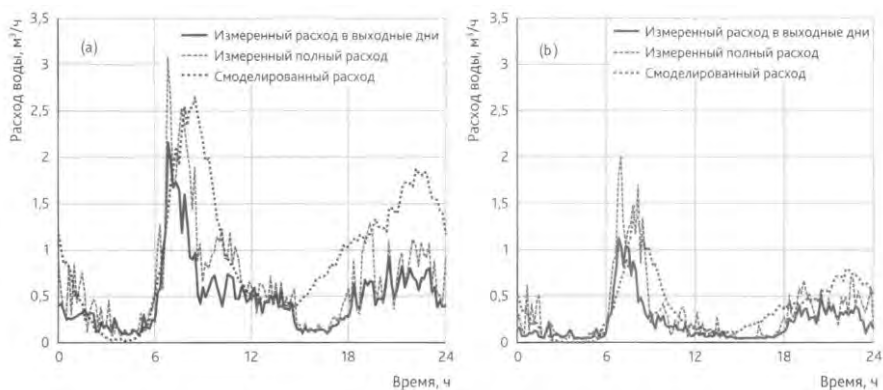 Расход воды, м³/ч
3,5
3
2,5
2
1,5
1
0,5
0
(a)
Измеренный расход в выходные дни
Измеренный полный расход
Смоделированный расход
0
6
12
18
24
Время, ч
Расход воды, м³/ч
3,5
3
2,5
2
1,5
1
0,5
0
(b)
Измеренный расход в выходные дни
Измеренный полный расход
Смоделированный расход
0
6
12
18
24
Время, ч